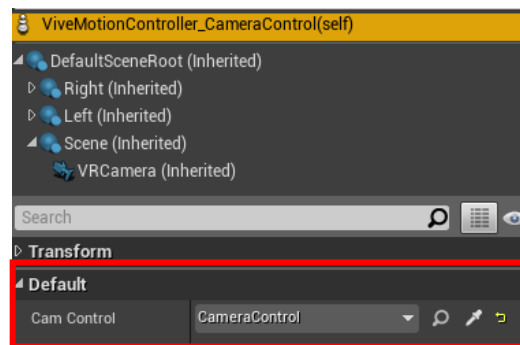 ViveMotionController_CameraControl(self)
DefaultSceneRoot (Inherited)
Right (Inherited)
Left (Inherited)
Scene (Inherited)
VRCamera (Inherited)
Search
Transform
Default
Cam Control CameraControl